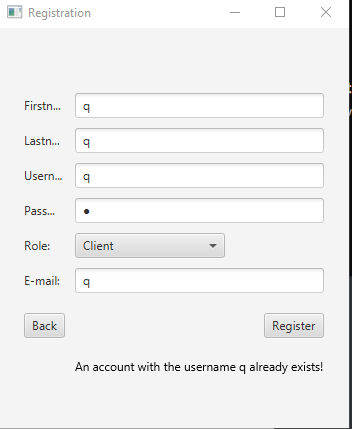 Registration
Firstn... q
Lastn... q
Usern... q
Pass... ●
Role: Client
E-mail: q
Back Register
An account with the username q already exists!